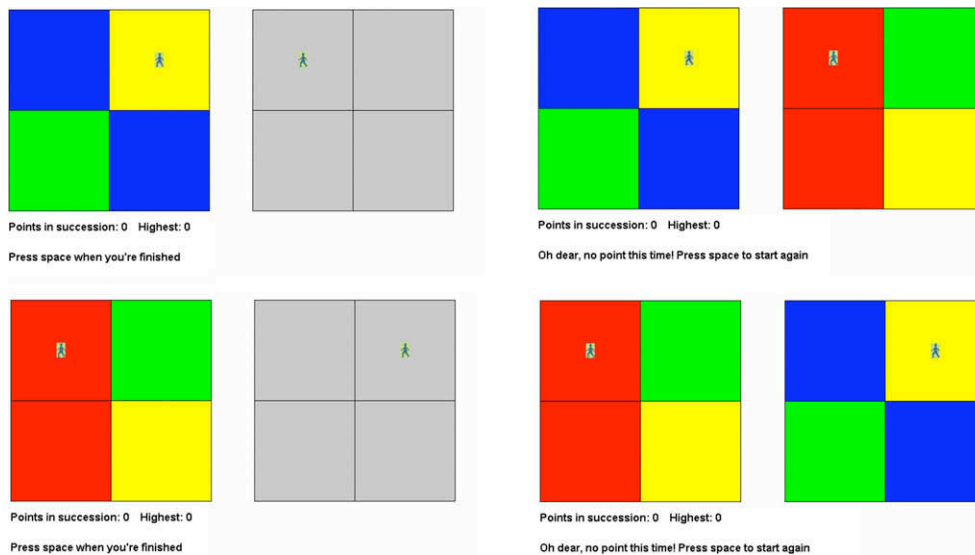 Points in succession: 0 Highest: 0
Press space when you're finished
Points in succession: 0 Highest: 0
Oh dear, no point this time! Press space to start again
Points in succession: 0 Highest: 0
Press space when you're finished
Points in succession: 0 Highest: 0
Oh dear, no point this time! Press space to start again